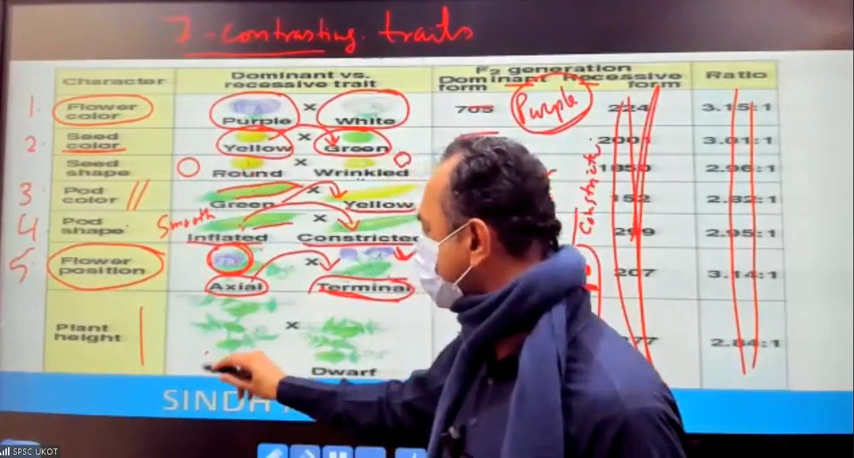 7-contrasting traits
Character Dominant vs. recessive trait F₂ generation Dominant form Recessive form Ratio
1. Flower color Purple x White 705 Purple 224 3.15:1
2 Seed color Yellow x Green 2001 3.01:1
Seed shape Round x Wrinkled 1850 2.96:1
3 Pod color Green x Yellow 152 2.82:1
4 Pod shape Smooth Inflated x Constricted 299 2.95:1
5 Flower position Axial x Terminal 207 3.14:1
Plant height x Dwarf 2.84:1
SINDH
SPSC UKOT